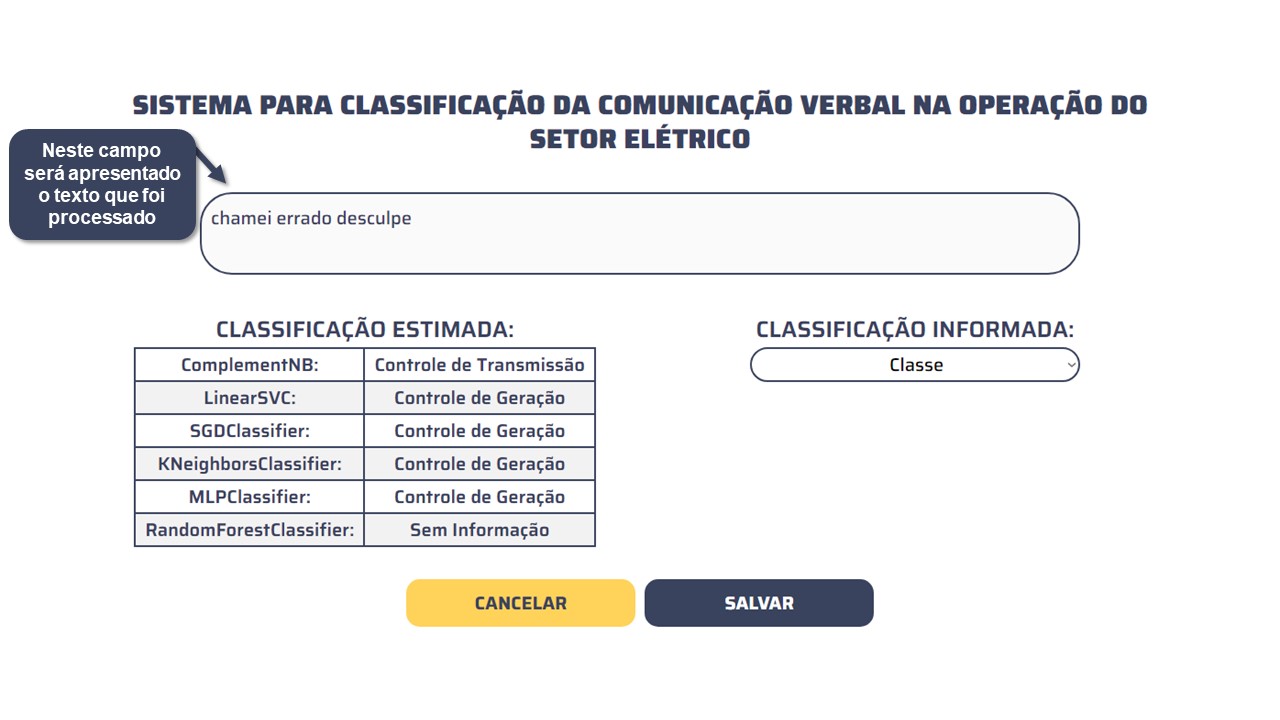 SISTEMA PARA CLASSIFICAÇÃO DA COMUNICAÇÃO VERBAL NA OPERAÇÃO DO
SETOR ELÉTRICO
Neste campo
será apresentado
o texto que foi
processado
chamei errado desculpe
CLASSIFICAÇÃO ESTIMADA:
ComplementNB: Controle de Transmissão
LinearSVC: Controle de Geração
SGDClassifier: Controle de Geração
KNeighborsClassifier: Controle de Geração
MLPClassifier: Controle de Geração
RandomForestClassifier: Sem Informação
CLASSIFICAÇÃO INFORMADA:
Classe
CANCELAR
SALVAR